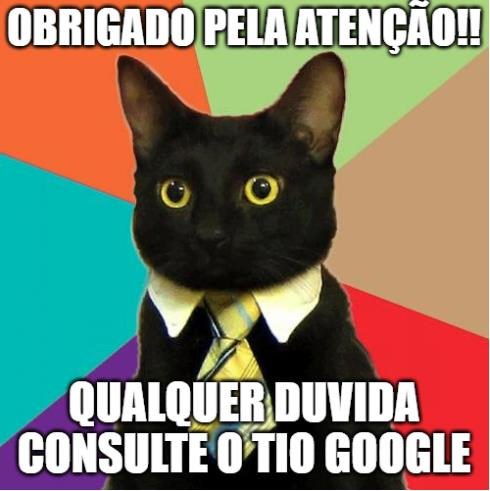 OBRIGADO PELA ATENÇÃO!!
QUALQUER DUVIDA
CONSULTE O TIO GOOGLE